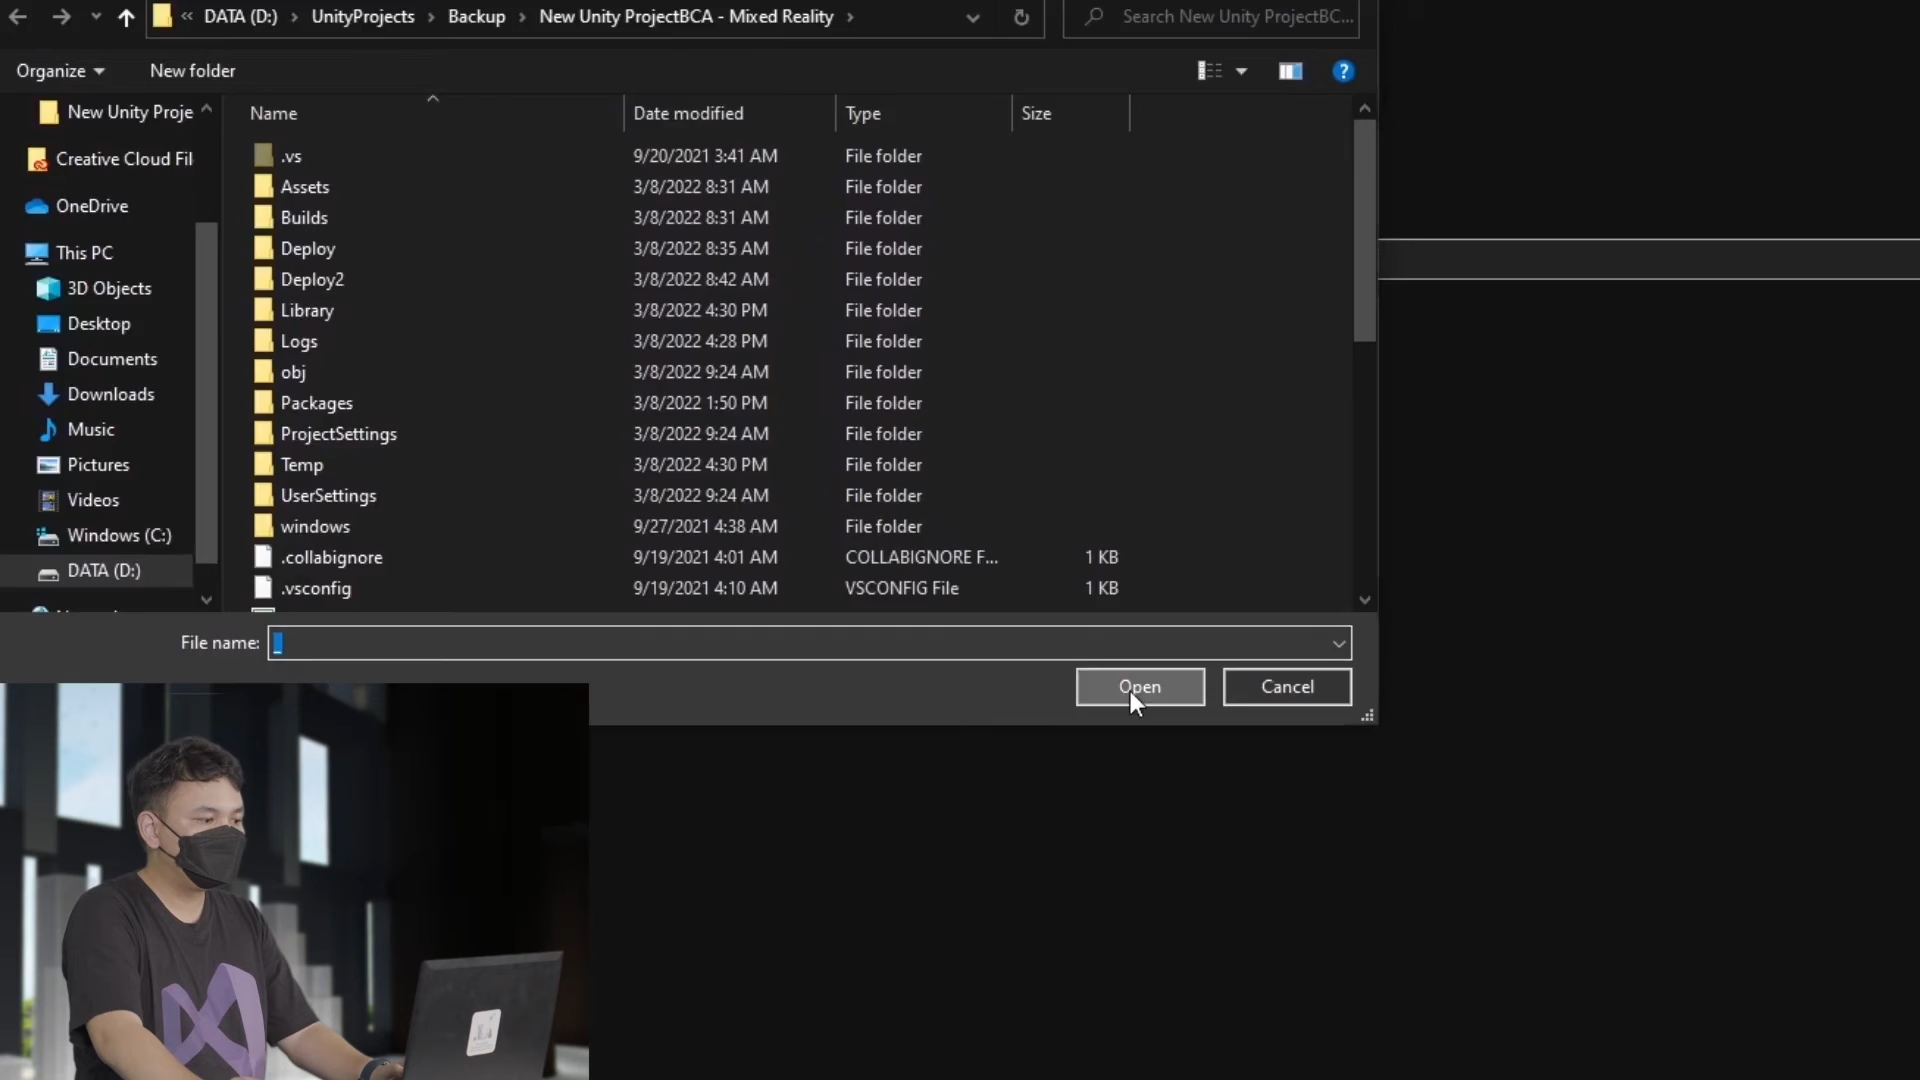 « DATA (D:) › UnityProjects › Backup › New Unity ProjectBCA - Mixed Reality ›
Search New Unity ProjectBC...
Organize New folder
New Unity Proje
Creative Cloud Fil
OneDrive
This PC
3D Objects
Desktop
Documents
Downloads
Music
Pictures
Videos
Windows (C:)
DATA (D:)
Name Date modified Type Size
.vs 9/20/2021 3:41 AM File folder
Assets 3/8/2022 8:31 AM File folder
Builds 3/8/2022 8:31 AM File folder
Deploy 3/8/2022 8:35 AM File folder
Deploy2 3/8/2022 8:42 AM File folder
Library 3/8/2022 4:30 PM File folder
Logs 3/8/2022 4:28 PM File folder
obj 3/8/2022 9:24 AM File folder
Packages 3/8/2022 1:50 PM File folder
ProjectSettings 3/8/2022 9:24 AM File folder
Temp 3/8/2022 4:30 PM File folder
UserSettings 3/8/2022 9:24 AM File folder
windows 9/27/2021 4:38 AM File folder
.collabignore 9/19/2021 4:01 AM COLLABIGNORE F... 1 KB
.vsconfig 9/19/2021 4:10 AM VSCONFIG File 1 KB
File name: _
Open Cancel